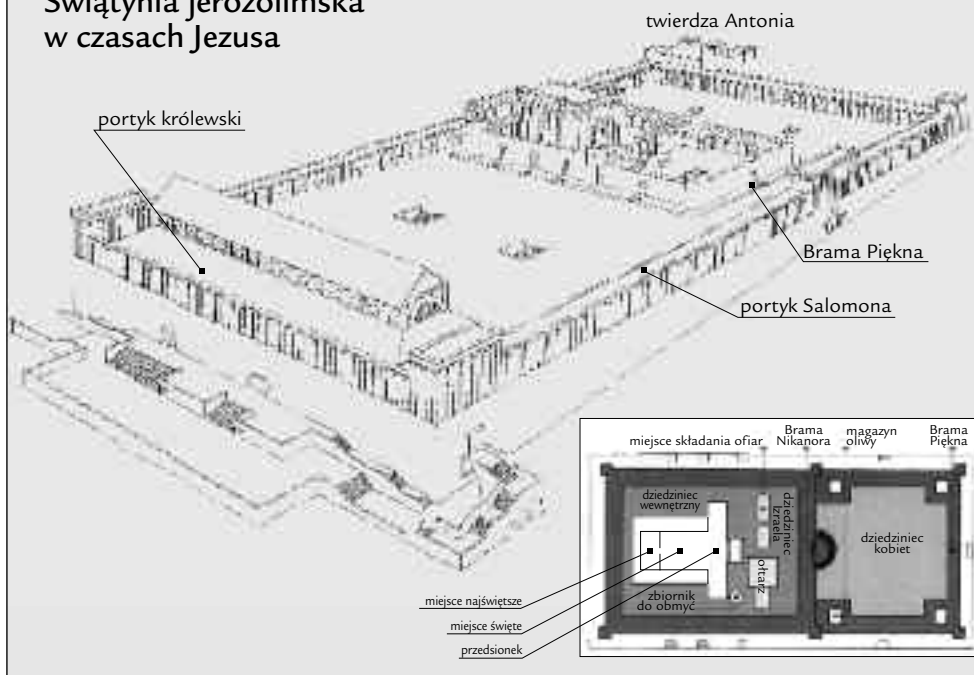 Świątynia Jerozolimska
w czasach Jezusa
twierdza Antonia
portyk królewski
Brama Piękna
portyk Salomona
miejsce składania ofiar
Brama
Nikanora
magazyn
oliwy
Brama
Piękna
dziedziniec
wewnętrzny
dziedziniec
Izraela
dziedziniec
kobiet
ołtarz
zbiornik
do obmyć
miejsce najświętsze
miejsce święte
przedsionek